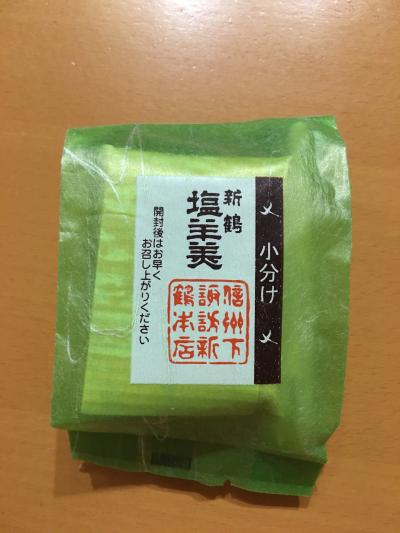 小分け
新鶴
塩羊羹
開封後はお早く
お召し上がりください
信州下
諏訪新
鶴本店